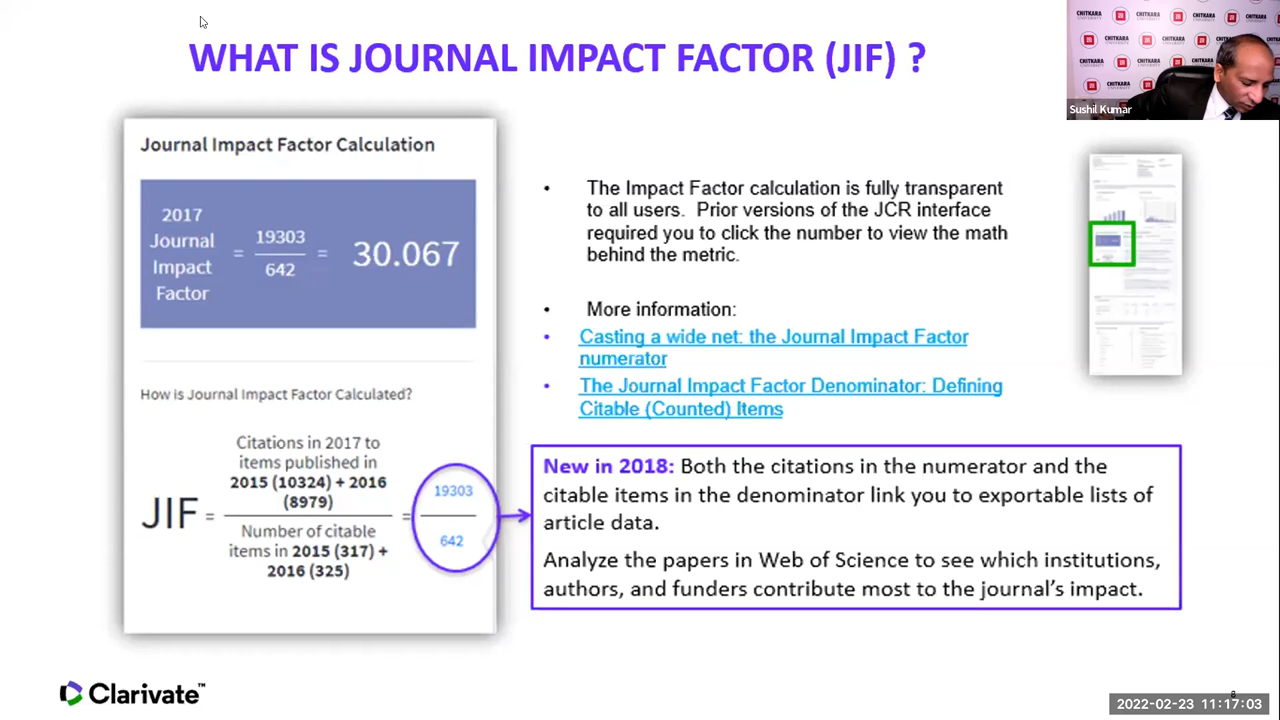 WHAT IS JOURNAL IMPACT FACTOR (JIF) ?
CHITKARA
UNIVERSITY
Sushil Kumar
Journal Impact Factor Calculation
2017
Journal
Impact
Factor
= 19303 / 642 = 30.067
How is Journal Impact Factor Calculated?
JIF =
Citations in 2017 to
items published in
2015 (10324) + 2016
(8979)
Number of citable
items in 2015 (317) +
2016 (325)
=
19303
642
• The Impact Factor calculation is fully transparent
to all users. Prior versions of the JCR interface
required you to click the number to view the math
behind the metric.
• More information:
• Casting a wide net: the Journal Impact Factor
numerator
• The Journal Impact Factor Denominator: Defining
Citable (Counted) Items
New in 2018: Both the citations in the numerator and the
citable items in the denominator link you to exportable lists of
article data.
Analyze the papers in Web of Science to see which institutions,
authors, and funders contribute most to the journal's impact.
Clarivate™
8
2022-02-23 11:17:03